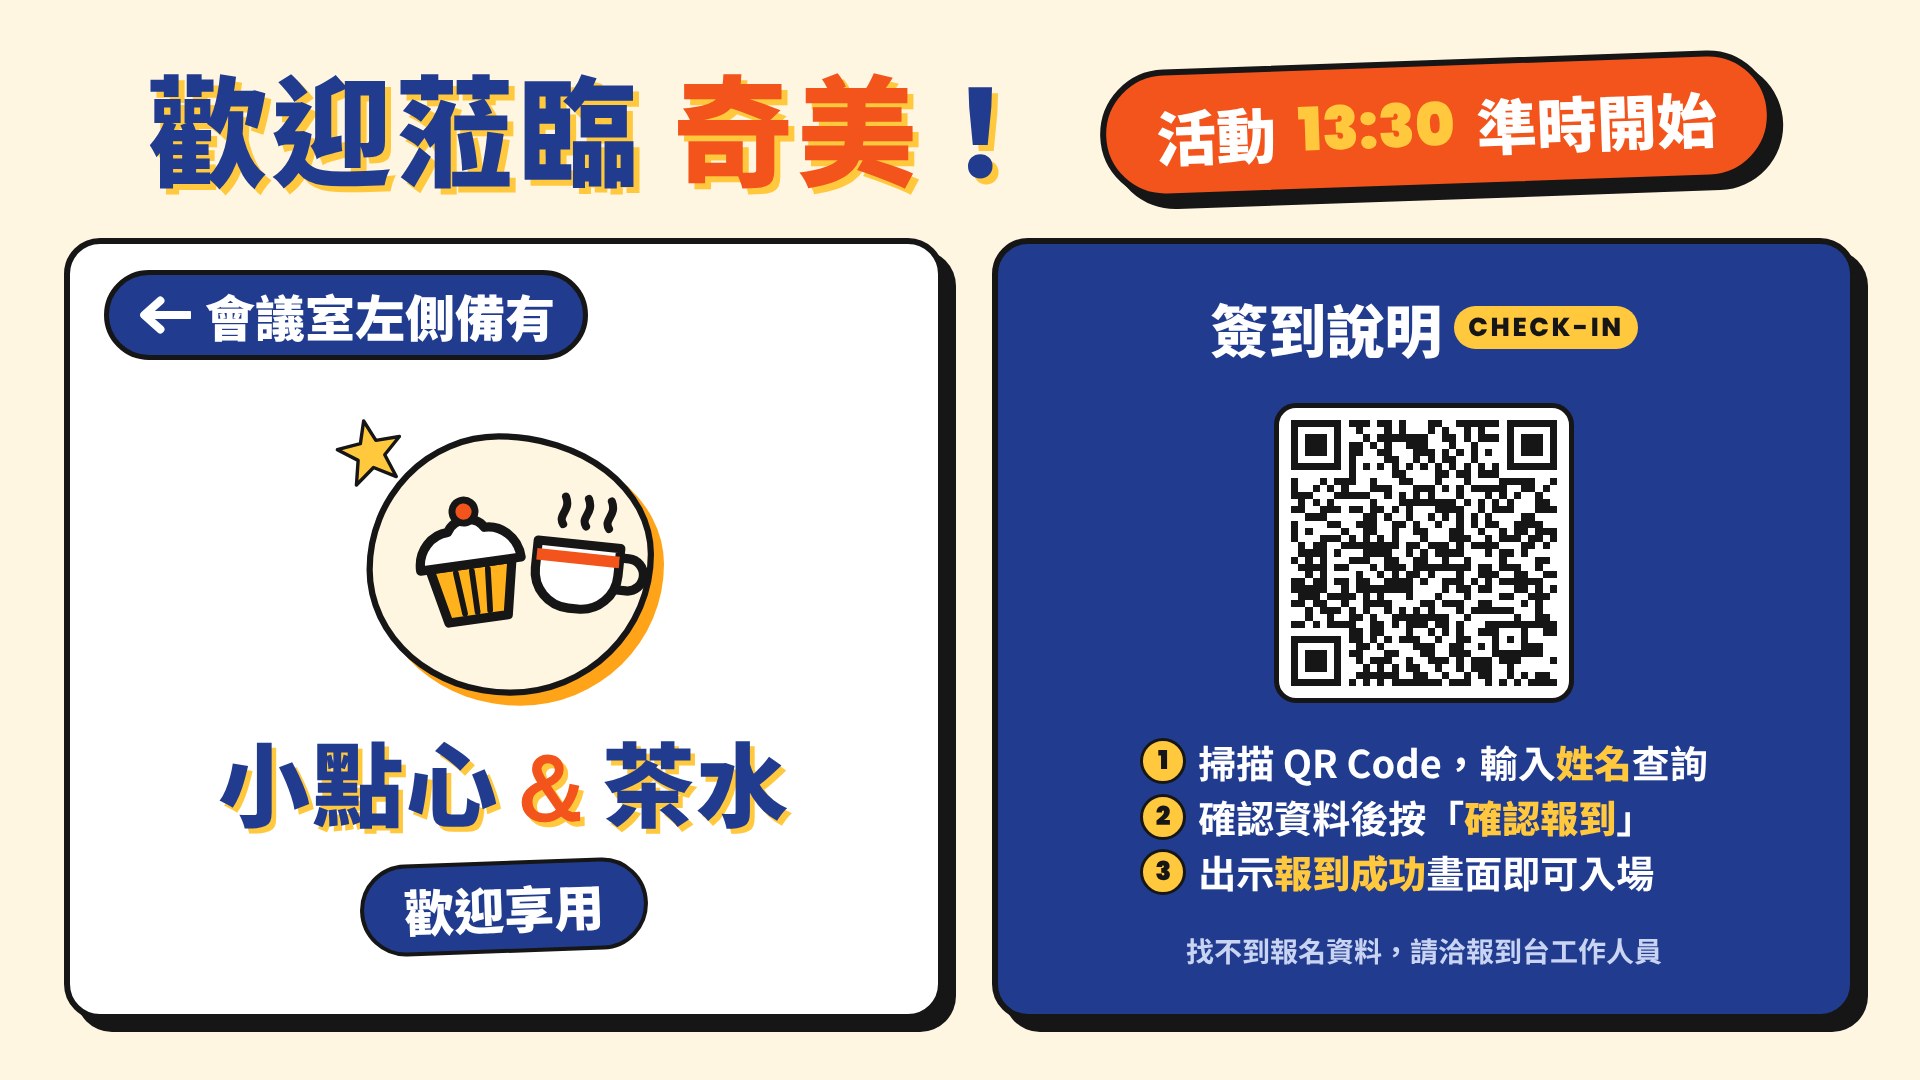 歡迎蒞臨 奇美！
活動 13:30 準時開始
會議室左側備有
小點心 & 茶水
歡迎享用
簽到說明 CHECK-IN
1 掃描 QR Code，輸入姓名查詢
2 確認資料後按「確認報到」
3 出示報到成功畫面即可入場
找不到報名資料，請洽報到台工作人員